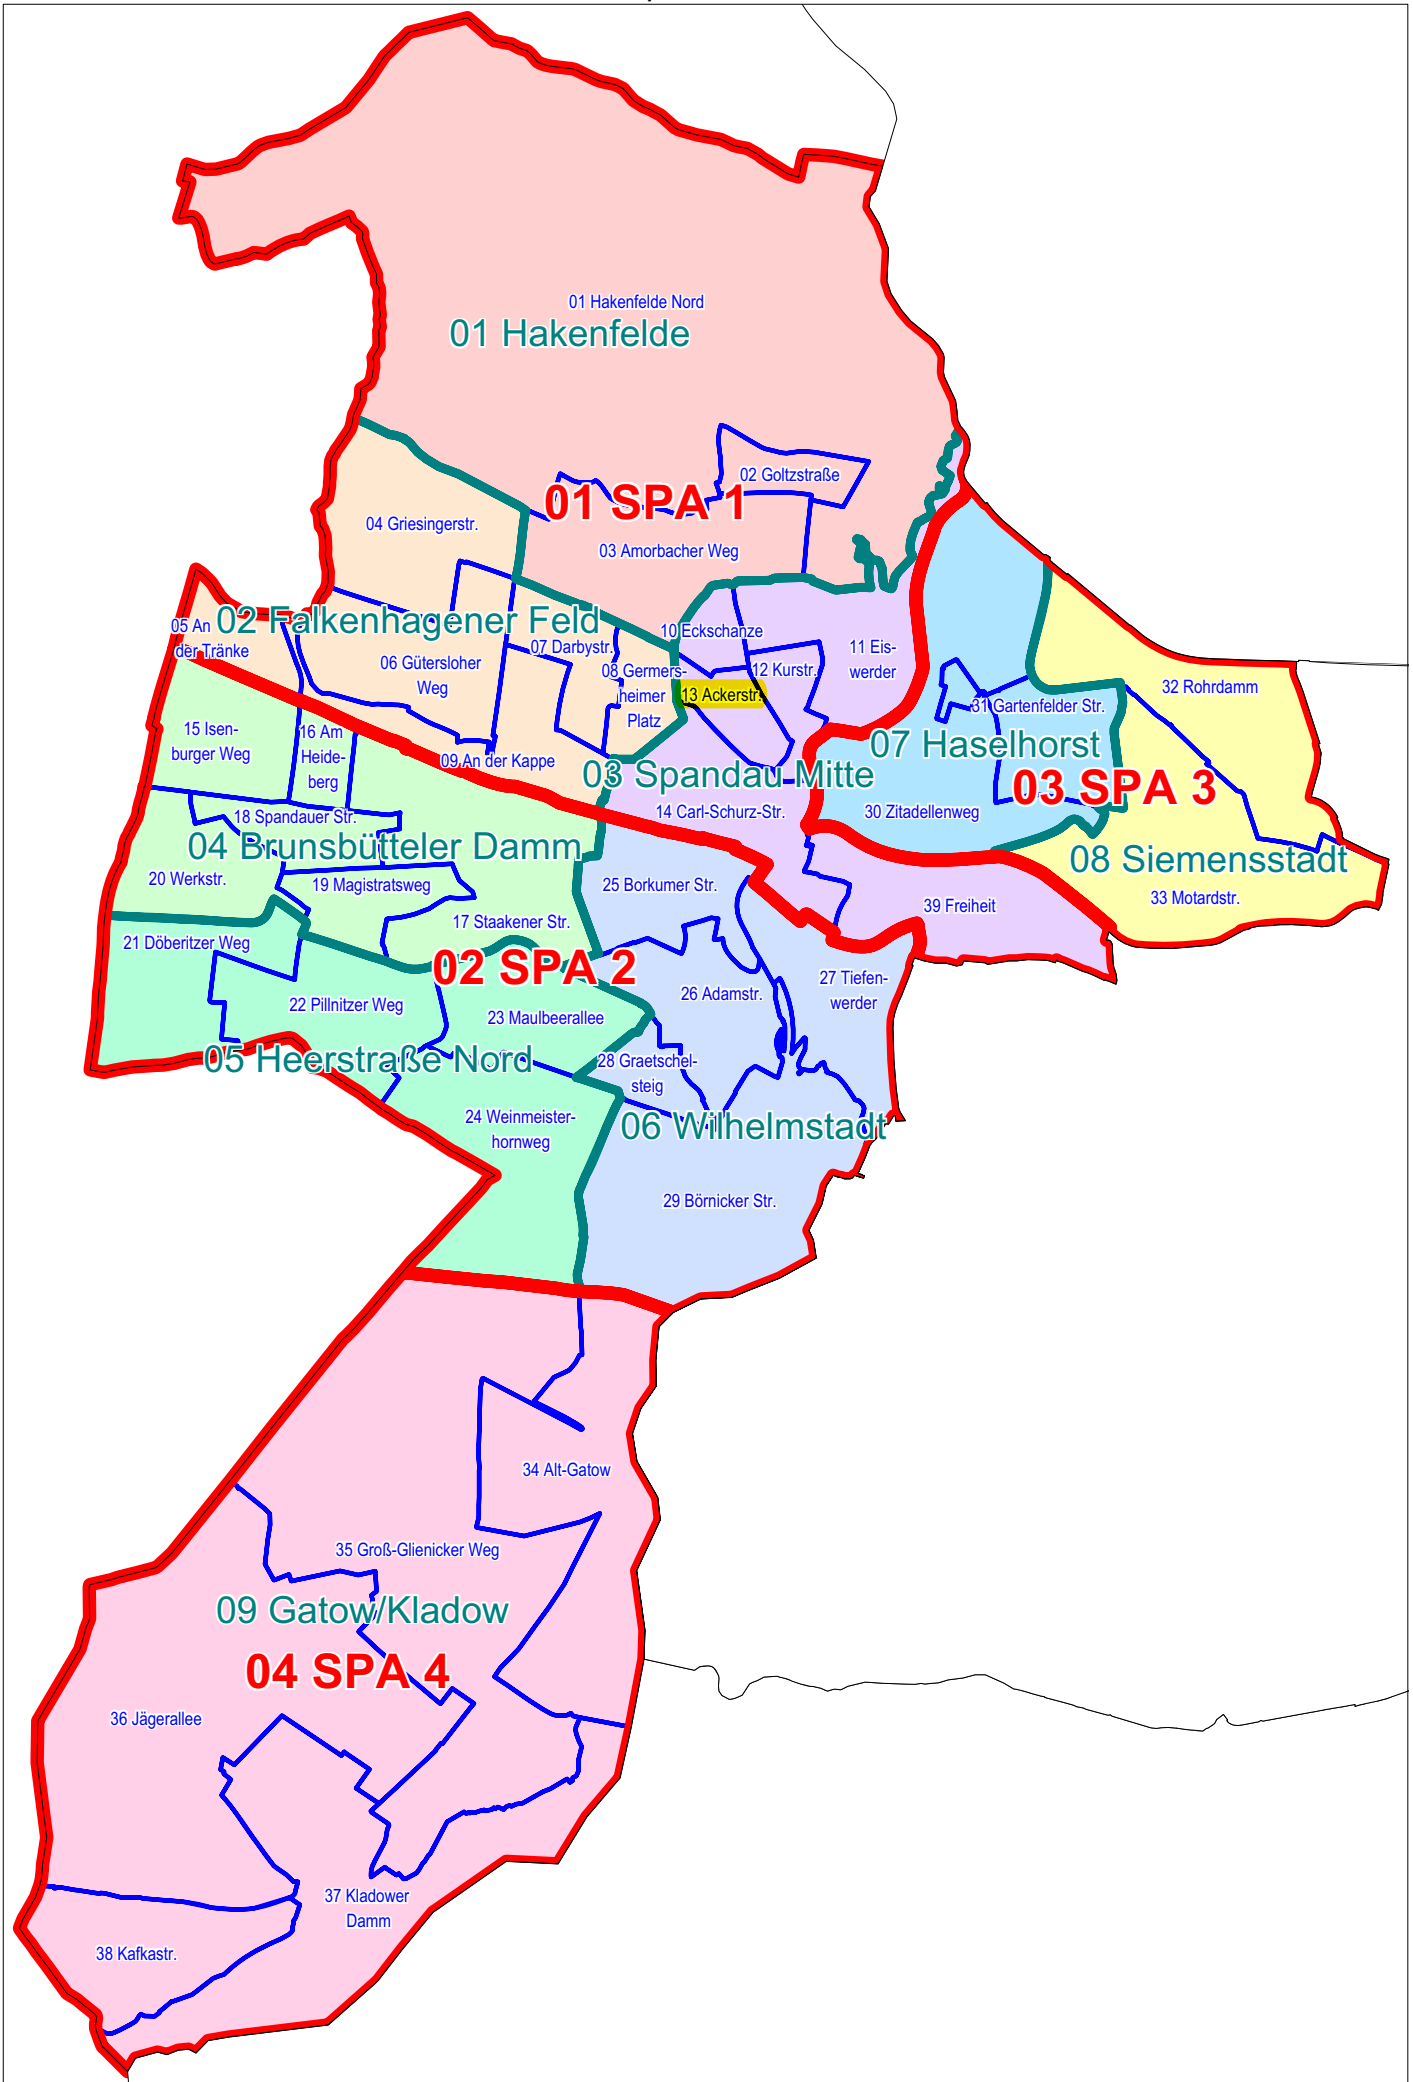 01 Hakenfelde Nord
01 Hakenfelde
02 Goltzstraße
01 SPA 1
04 Griesingerstr.
03 Amorbacher Weg
02 Falkenhagener Feld
05 An
der Tränke
10 Eckschanze
07 Darbystr.
11 Eis-
werder
06 Gütersloher
Weg
08 Germers-
heimer
Platz
12 Kurstr.
13 Ackerstr.
32 Rohrdamm
31 Gartenfelder Str.
15 Isen-
burger Weg
16 Am
Heide-
berg
07 Haselhorst
09 An der Kappe
03 Spandau Mitte
03 SPA 3
14 Carl-Schurz-Str.
30 Zitadellenweg
18 Spandauer Str.
04 Brunsbütteler Damm
08 Siemensstadt
20 Werkstr.
19 Magistratsweg
25 Borkumer Str.
33 Motardstr.
39 Freiheit
17 Staakener Str.
21 Döberitzer Weg
02 SPA 2
27 Tiefen-
werder
26 Adamstr.
22 Pillnitzer Weg
23 Maulbeerallee
05 Heerstraße Nord
28 Graetschel-
steig
24 Weinmeister-
hornweg
06 Wilhelmstadt
29 Börnicker Str.
34 Alt-Gatow
35 Groß-Glienicker Weg
09 Gatow/Kladow
04 SPA 4
36 Jägerallee
37 Kladower
Damm
38 Kafkastr.